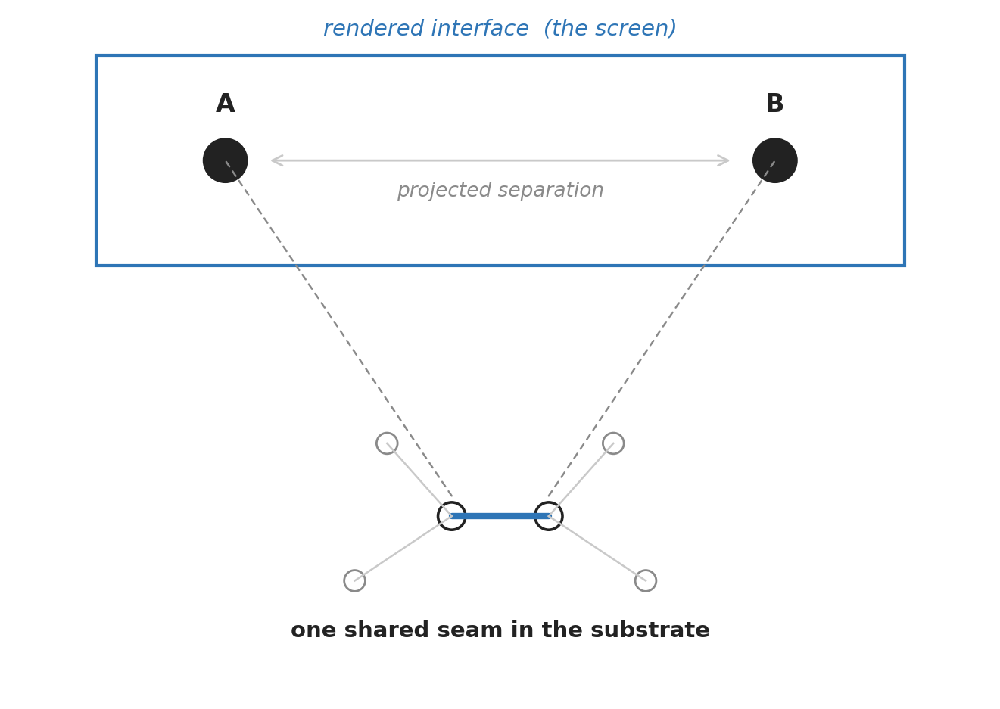 rendered interface  (the screen)
A
B
projected separation
one shared seam in the substrate